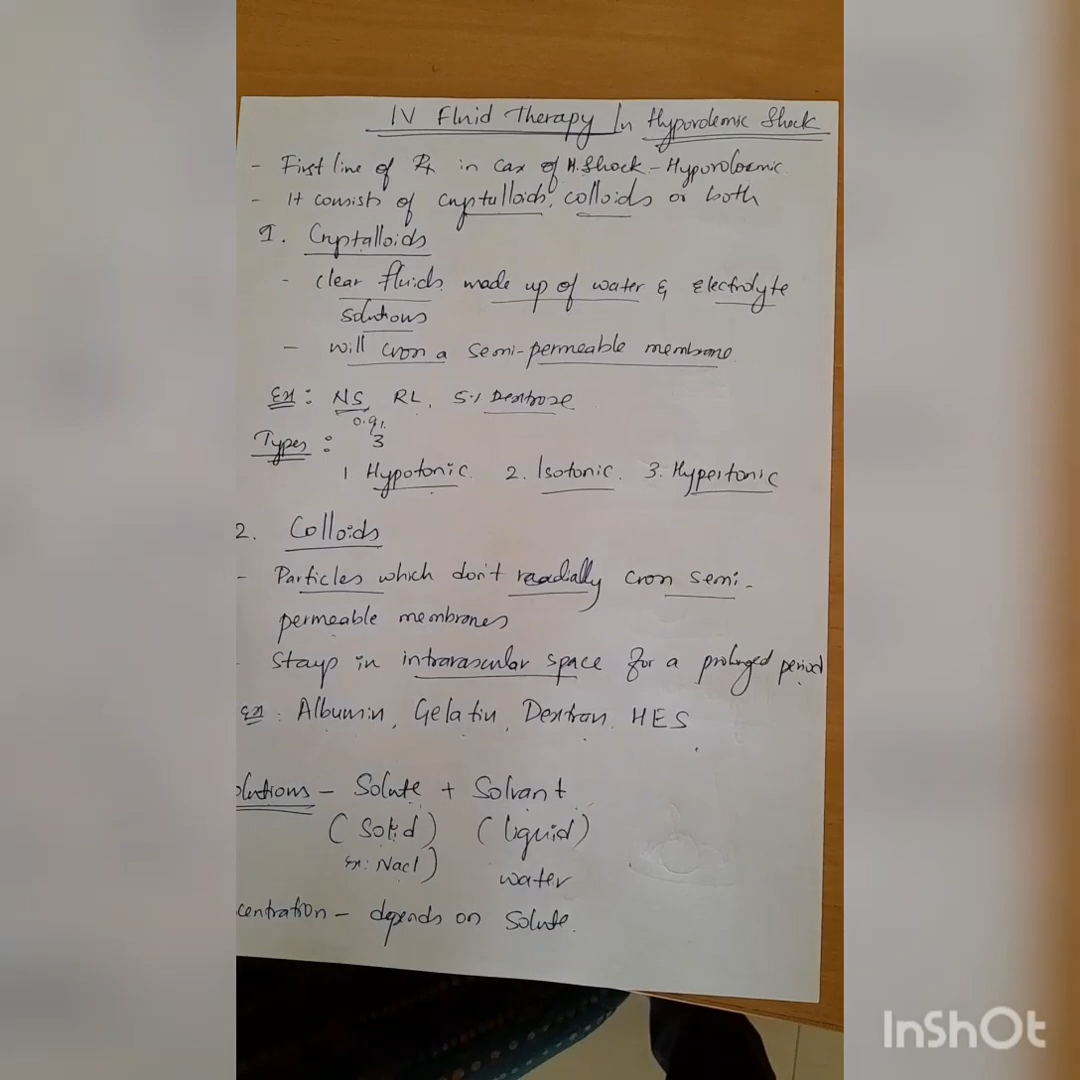 IV Fluid Therapy In Hypovolemic Shock
- First line of Rx in case of H. Shock - Hypovolemic.
- It consists of crystalloids, colloids or both
1. Crystalloids
- clear fluids made up of water & Electrolyte
solutions
- will cross a semi-permeable membrane
Ex: NS, RL, 5% Dextrose
0.9%
Types: 3
1 Hypotonic. 2. Isotonic. 3. Hypertonic
2. Colloids
- Particles which don't readially cross semi-
permeable membranes
- Stays in intravascular space for a prolonged period
Ex: Albumin, Gelatin, Dextran, HES
olutions - Solute + Solvant
(Solid) (liquid)
Ex: Nacl) water
centration - depends on Solute.
InShOt